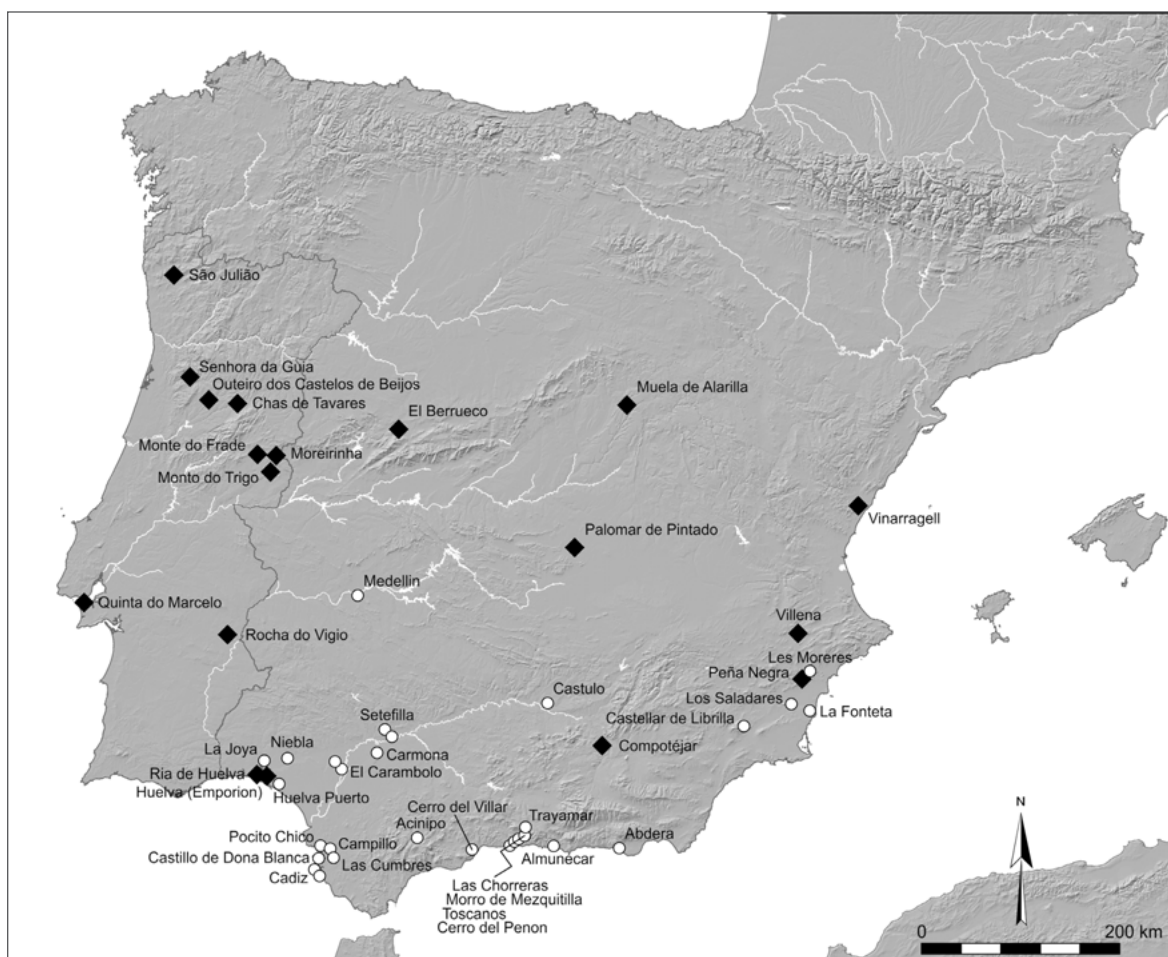 São Julião
Senhora da Guia
Outeiro dos Castelos de Beijos
Chas de Tavares
El Berrueco
Muela de Alarilla
Monte do Frade
Moreirinha
Monto do Trigo
Vinarragell
Palomar de Pintado
Medellin
Quinta do Marcelo
Villena
Rocha do Vigio
Les Moreres
Peña Negra
Castulo
Los Saladares
La Fonteta
Setefilla
Castellar de Librilla
La Joya
Niebla
Carmona
Compotéjar
Ria de Huelva
El Carambolo
Huelva (Emporion)
Huelva Puerto
Cerro del Villar
Trayamar
Acinipo
Pocito Chico
Campillo
Abdera
Castillo de Dona Blanca
Las Cumbres
Almunécar
Cadiz
Las Chorreras
Morro de Mezquitilla
Toscanos
Cerro del Penon
N
0 200 km